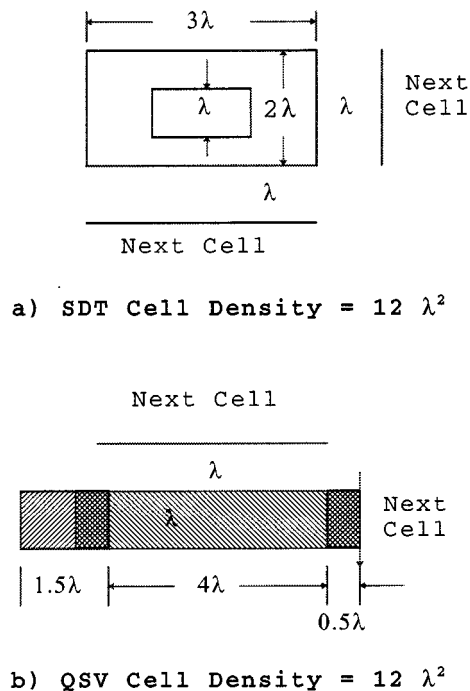 3λ
λ
2λ
λ
Next
Cell
λ
Next Cell
a) SDT Cell Density = 12 λ²
Next Cell
λ
λ
Next
Cell
1.5λ
4λ
0.5λ
b) QSV Cell Density = 12 λ²